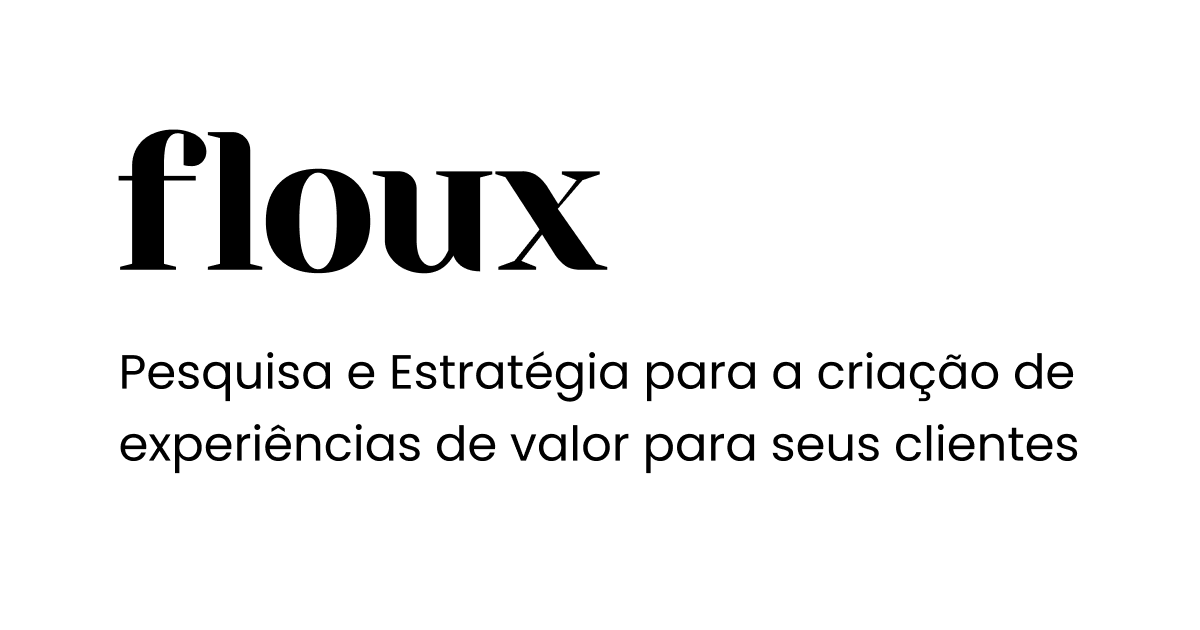 floux
Pesquisa e Estratégia para a criação de
experiências de valor para seus clientes